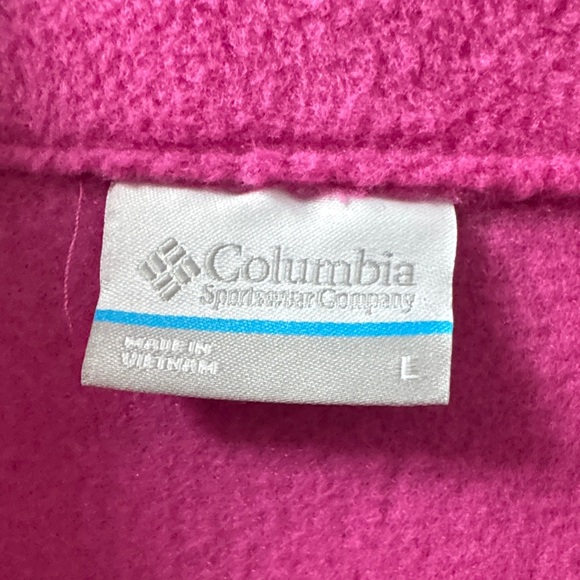 Columbia
Sportswear Company
MADE IN
VIETNAM
L